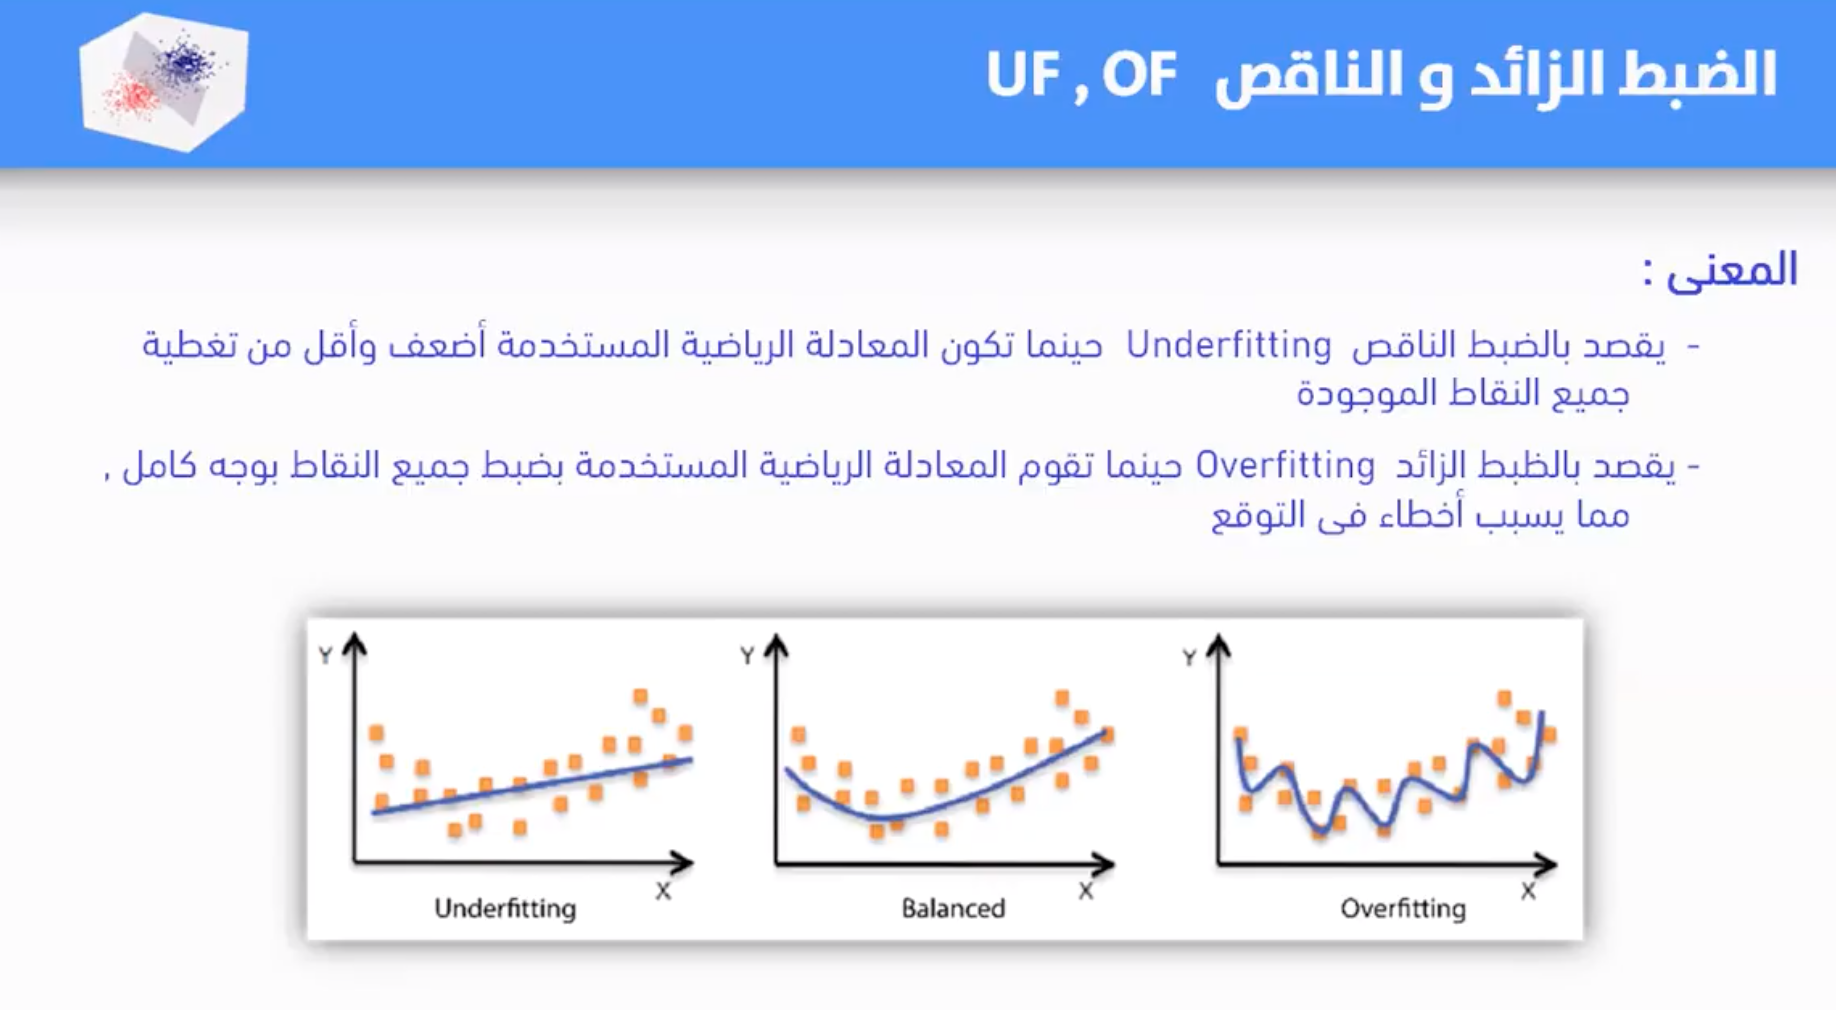 الضبط الزائد و الناقص UF , OF
المعنى :
- يقصد بالضبط الناقص Underfitting حينما تكون المعادلة الرياضية المستخدمة أضعف وأقل من تغطية
جميع النقاط الموجودة
- يقصد بالظبط الزائد Overfitting حينما تقوم المعادلة الرياضية المستخدمة بضبط جميع النقاط بوجه كامل ,
مما يسبب أخطاء فى التوقع
Y
X
Underfitting
Y
X
Balanced
Y
X
Overfitting